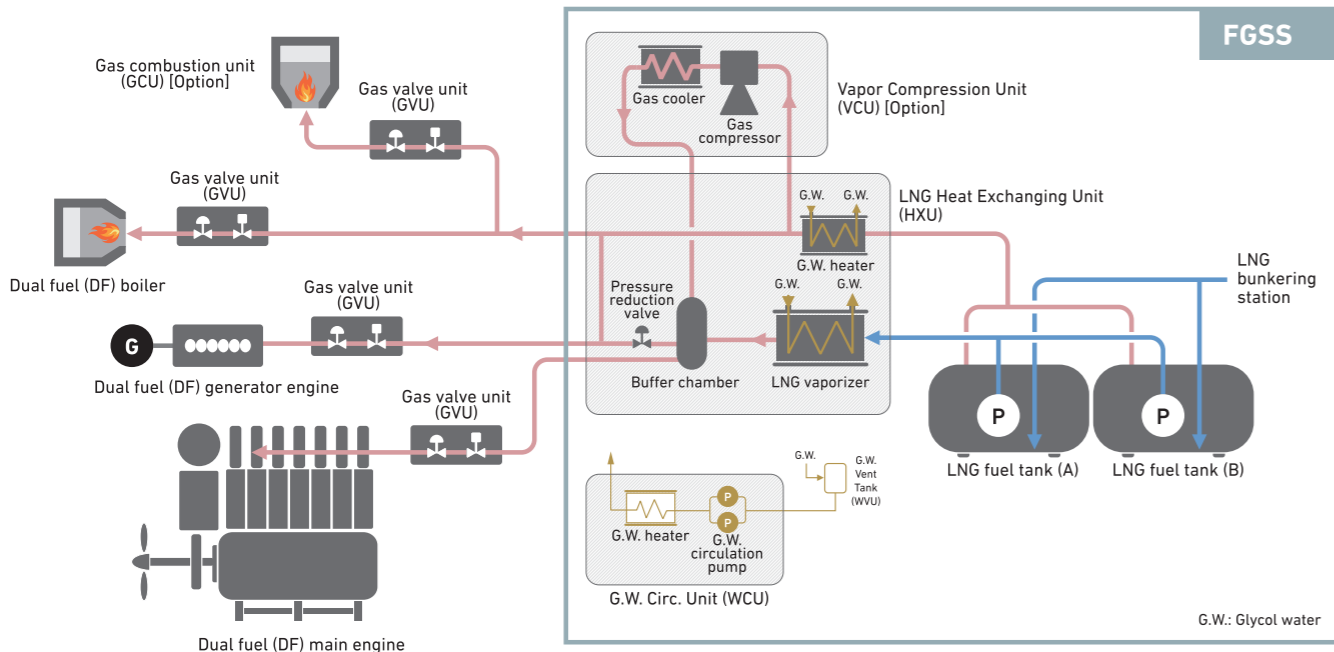 FGSS
Gas combustion unit
(GCU) [Option]
Gas valve unit
(GVU)
Gas cooler
Gas
compressor
Vapor Compression Unit
(VCU) [Option]
Gas valve unit
(GVU)
Dual fuel (DF) boiler
G.W.
G.W.
LNG Heat Exchanging Unit
(HXU)
G.W. heater
LNG
bunkering
station
Gas valve unit
(GVU)
Pressure
reduction
valve
G.W.
G.W.
G
Dual fuel (DF) generator engine
Buffer chamber
LNG vaporizer
P
P
Gas valve unit
(GVU)
LNG fuel tank (A)
LNG fuel tank (B)
G.W.
G.W.
Vent
Tank
(WVU)
P
P
G.W. heater
G.W.
circulation
pump
G.W. Circ. Unit (WCU)
G.W.: Glycol water
Dual fuel (DF) main engine